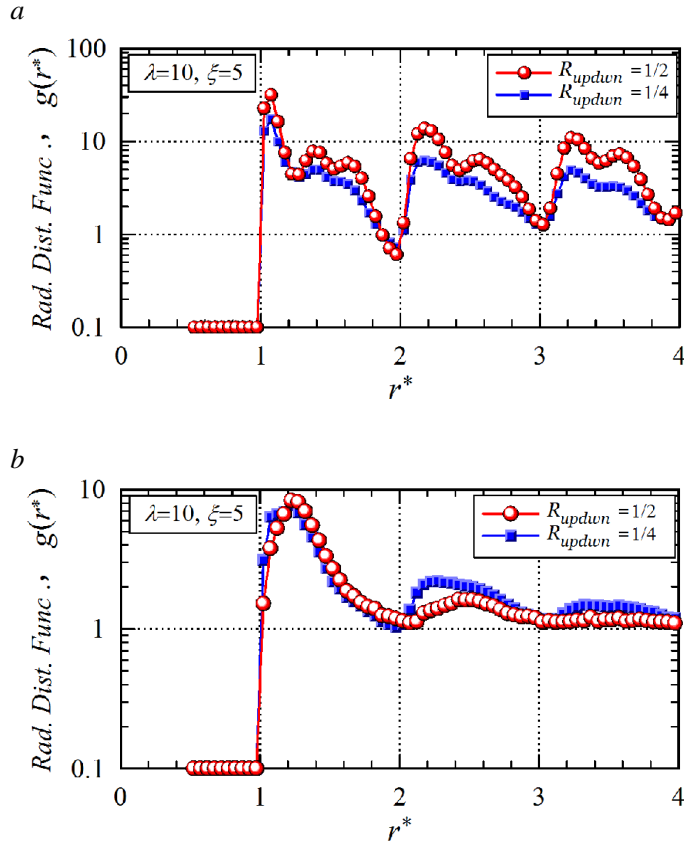 a
Rad. Dist. Func . , g(r*)
100
10
1
0.1
λ=10, ξ=5
R_updwn =1/2
R_updwn =1/4
0 1 2 3 4
r*
b
Rad. Dist. Func . , g(r*)
10
1
0.1
λ=10, ξ=5
R_updwn =1/2
R_updwn =1/4
0 1 2 3 4
r*